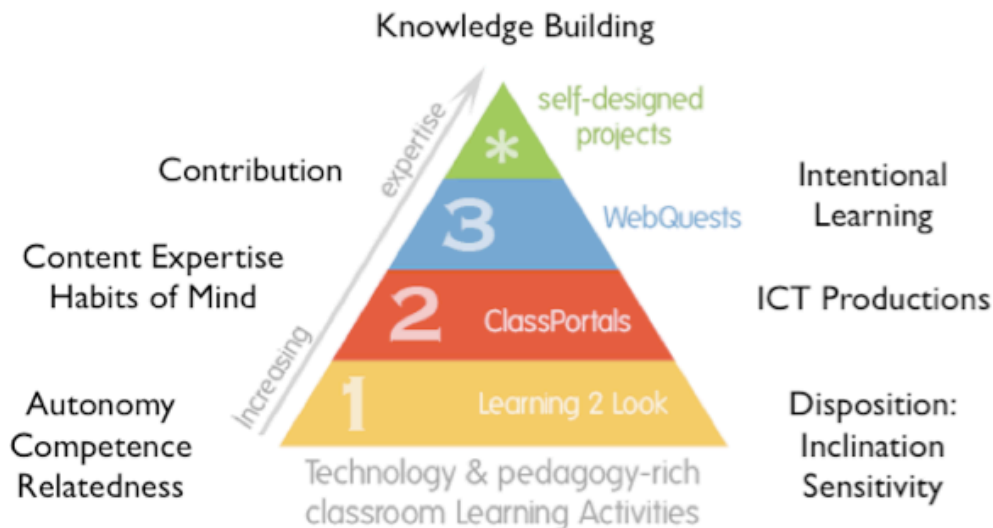 Knowledge Building
self-designed
projects
*
expertise
Contribution
Intentional
Learning
3
WebQuests
Content Expertise
Habits of Mind
2
ClassPortals
ICT Productions
Increasing
1
Learning 2 Look
Autonomy
Competence
Relatedness
Disposition:
Inclination
Sensitivity
Technology & pedagogy-rich
classroom Learning Activities